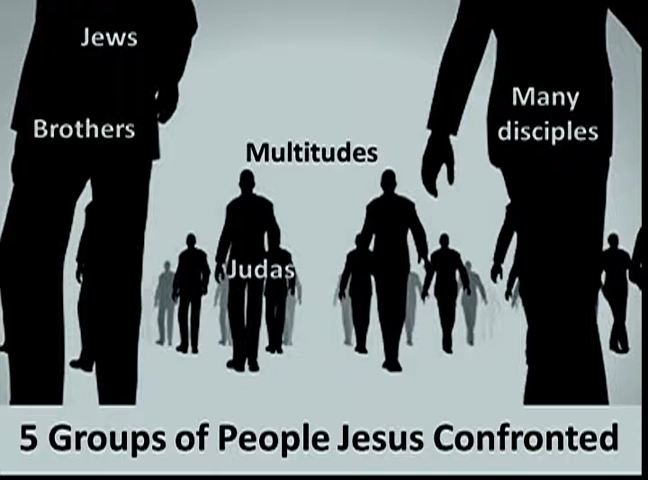 Jews
Brothers
Many
disciples
Multitudes
Judas
5 Groups of People Jesus Confronted